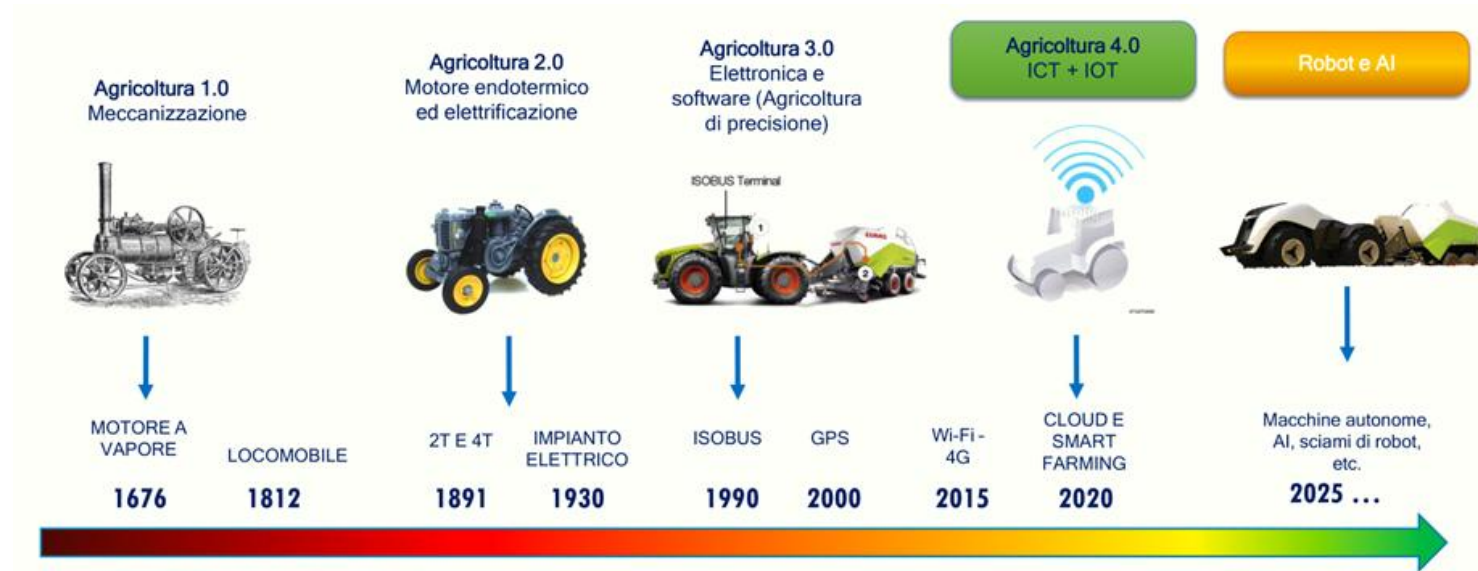 Agricoltura 1.0
Meccanizzazione
Agricoltura 2.0
Motore endotermico
ed elettrificazione
Agricoltura 3.0
Elettronica e
software (Agricoltura
di precisione)
Agricoltura 4.0
ICT + IOT
Robot e AI
ISOBUS Terminal
1
CLAAS
2
MOTORE A
VAPORE
1676
LOCOMOBILE
1812
2T E 4T
1891
IMPIANTO
ELETTRICO
1930
ISOBUS
1990
GPS
2000
Wi-Fi -
4G
2015
CLOUD E
SMART
FARMING
2020
Macchine autonome,
AI, sciami di robot,
etc.
2025 ...